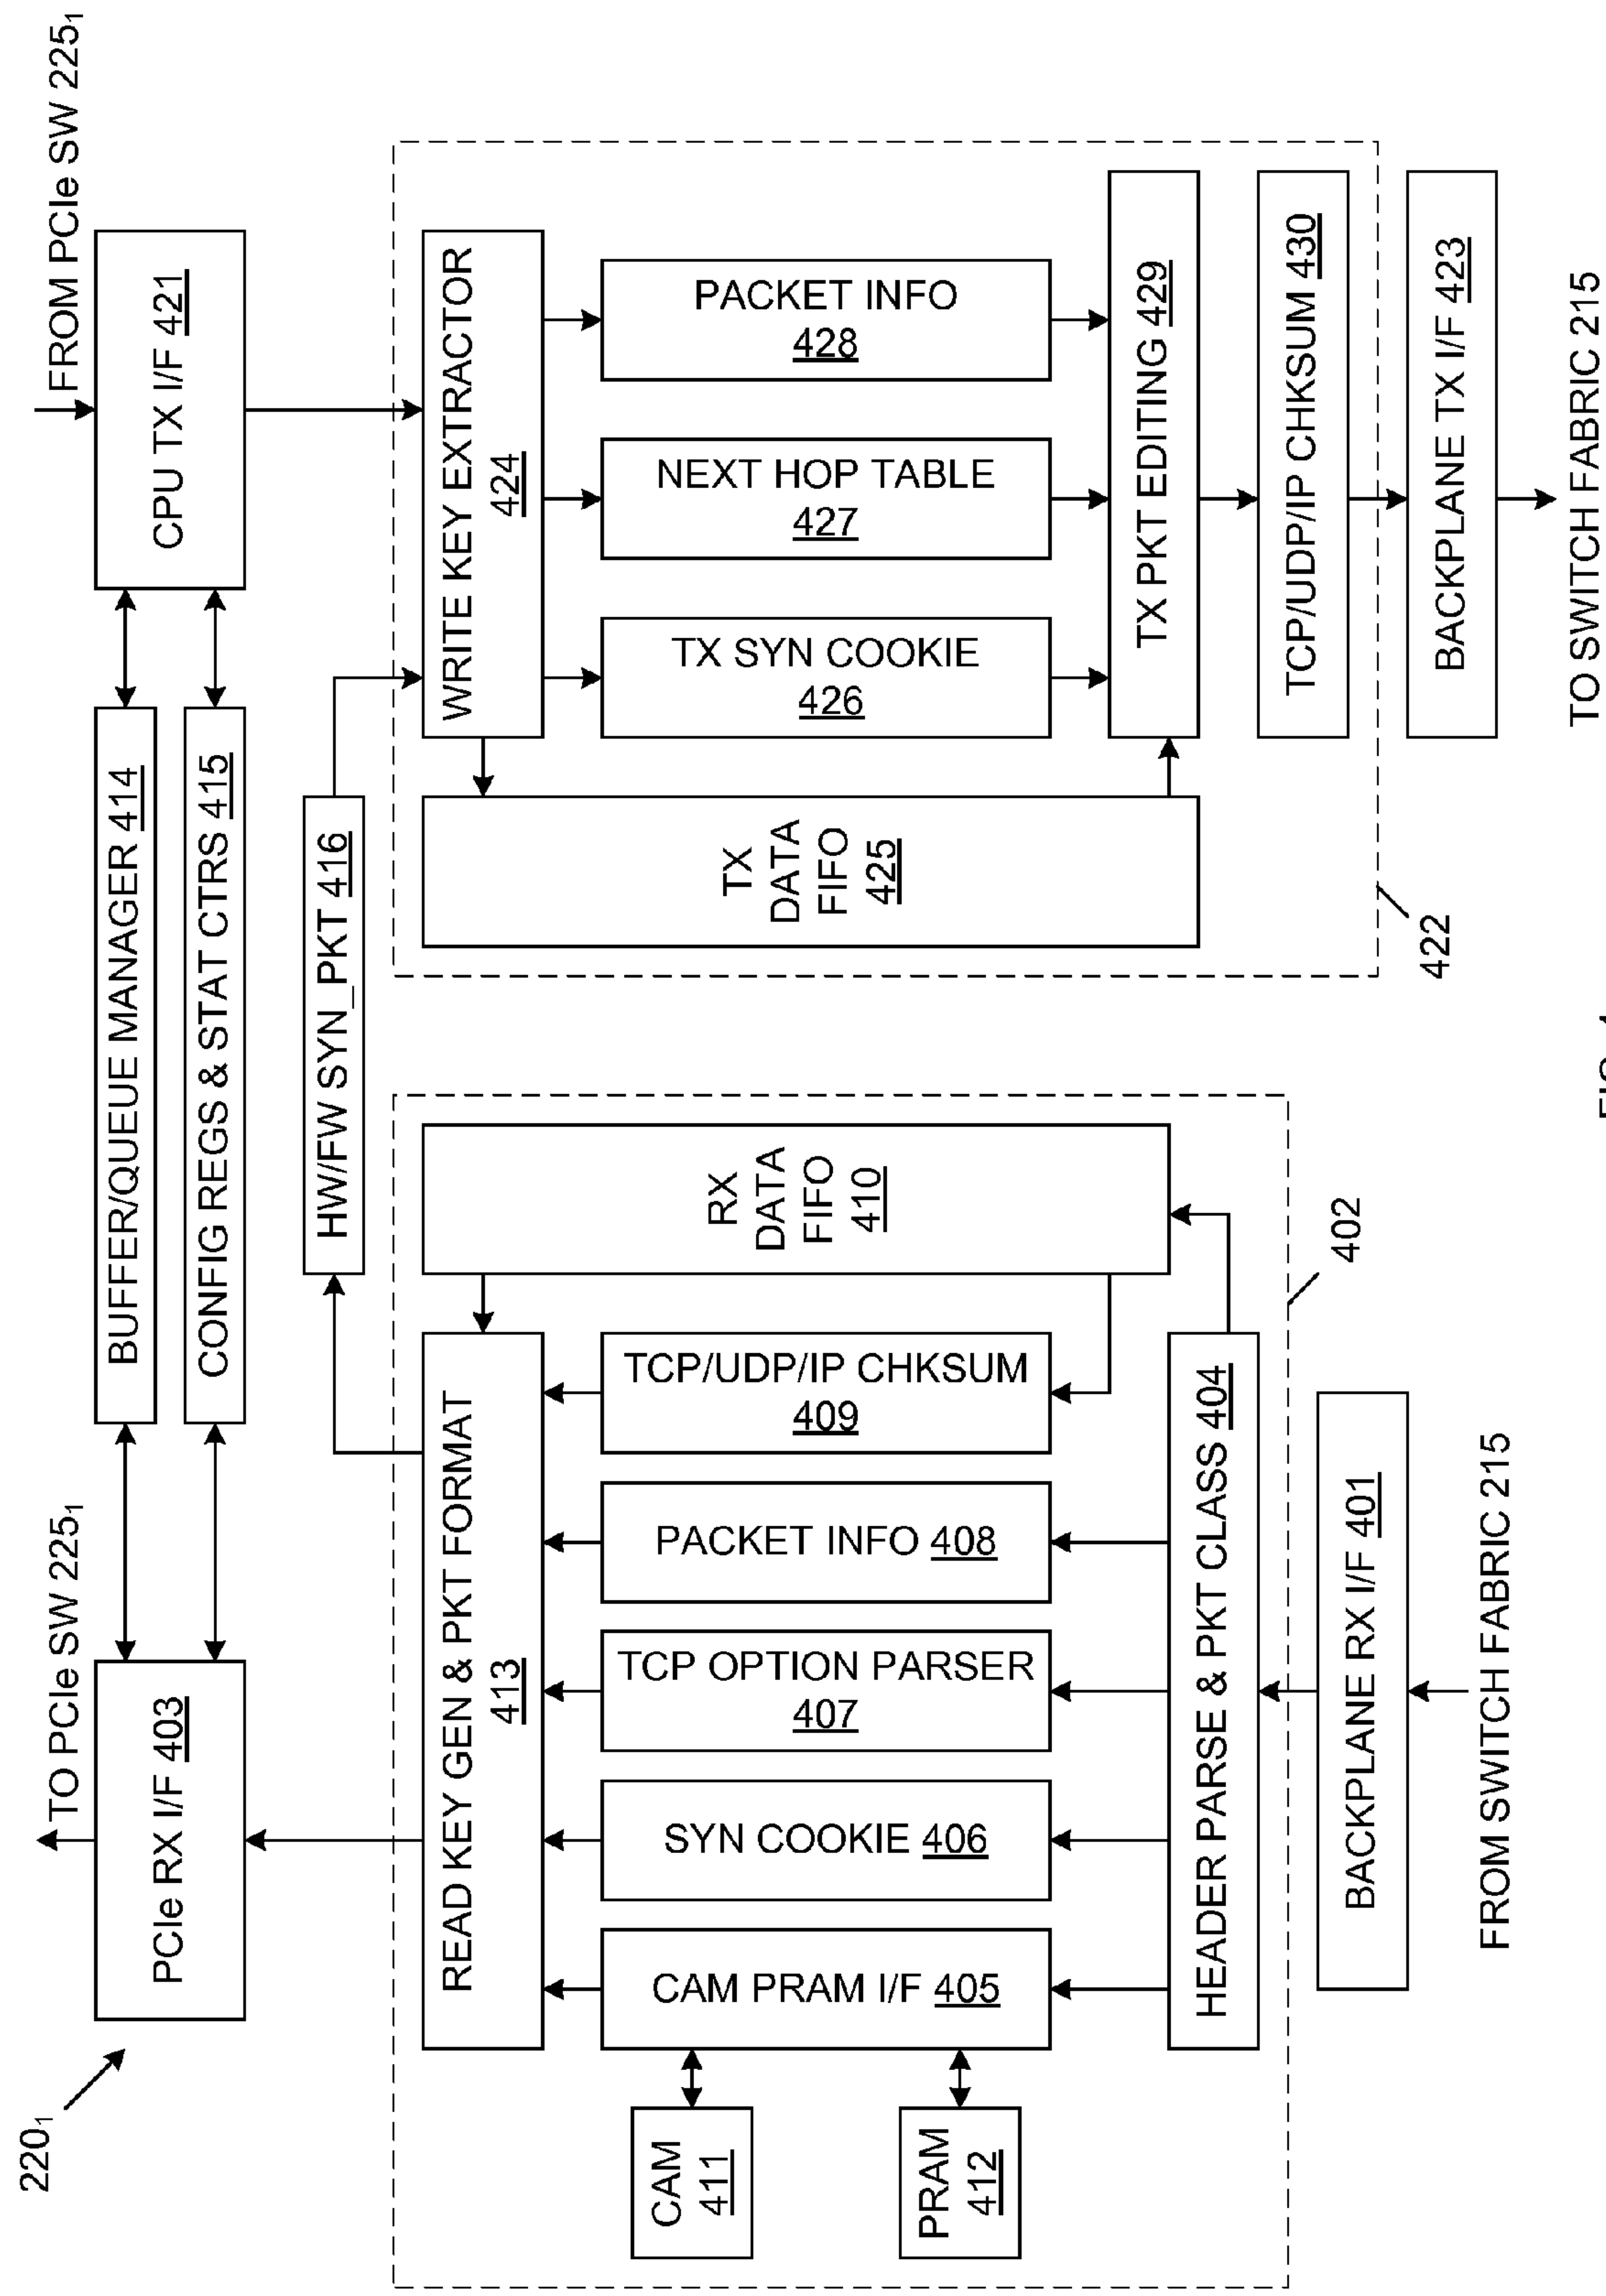 220₁
TO PCIe SW 225₁
FROM PCIe SW 225₁
PCIe RX I/F 403
BUFFER/QUEUE MANAGER 414
CONFIG REGS & STAT CTRS 415
CPU TX I/F 421
HW/FW SYN_PKT 416
READ KEY GEN & PKT FORMAT
413
WRITE KEY EXTRACTOR
424
CAM
411
PRAM
412
CAM PRAM I/F 405
SYN COOKIE 406
TCP OPTION PARSER
407
PACKET INFO 408
TCP/UDP/IP CHKSUM
409
RX
DATA
FIFO
410
TX
DATA
FIFO
425
TX SYN COOKIE
426
NEXT HOP TABLE
427
PACKET INFO
428
HEADER PARSE & PKT CLASS 404
TX PKT EDITING 429
TCP/UDP/IP CHKSUM 430
BACKPLANE RX I/F 401
402
422
BACKPLANE TX I/F 423
FROM SWITCH FABRIC 215
TO SWITCH FABRIC 215